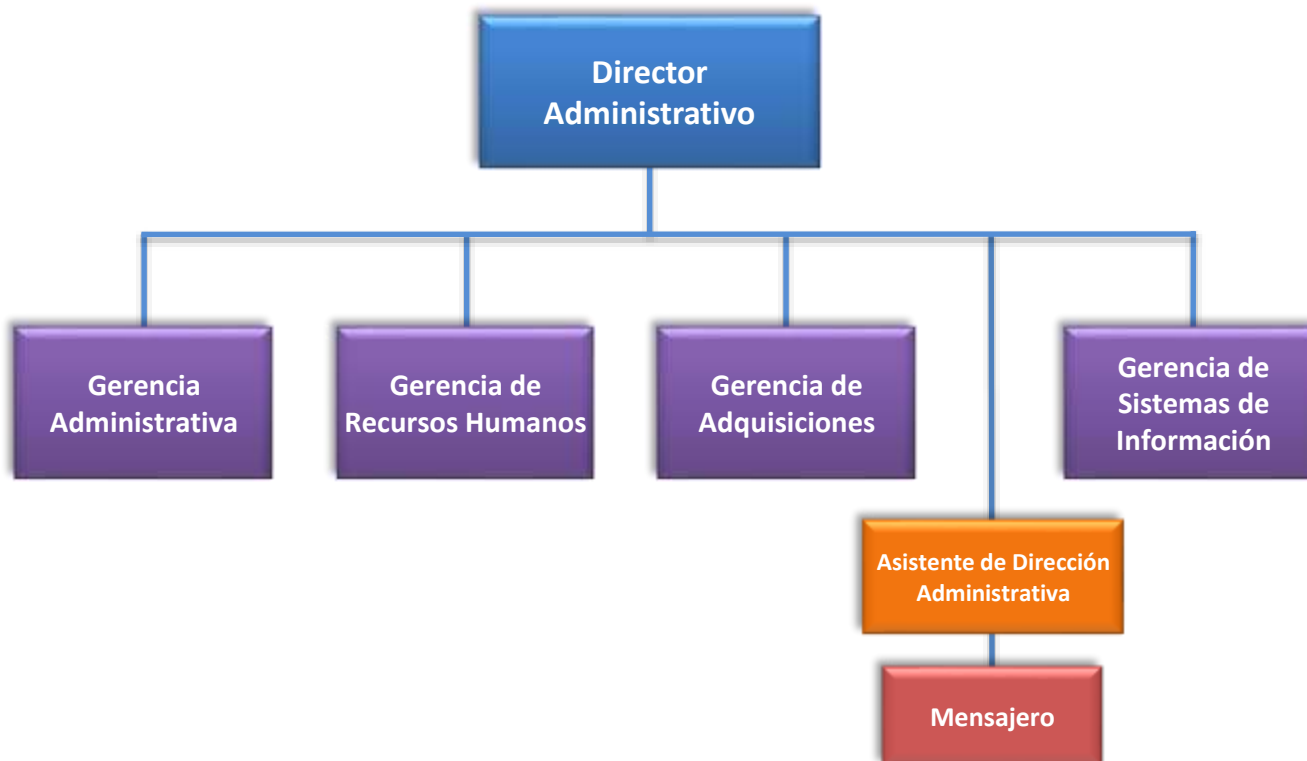 Director
Administrativo
Gerencia
Administrativa
Gerencia de
Recursos Humanos
Gerencia de
Adquisiciones
Gerencia de
Sistemas de
Información
Asistente de Dirección
Administrativa
Mensajero